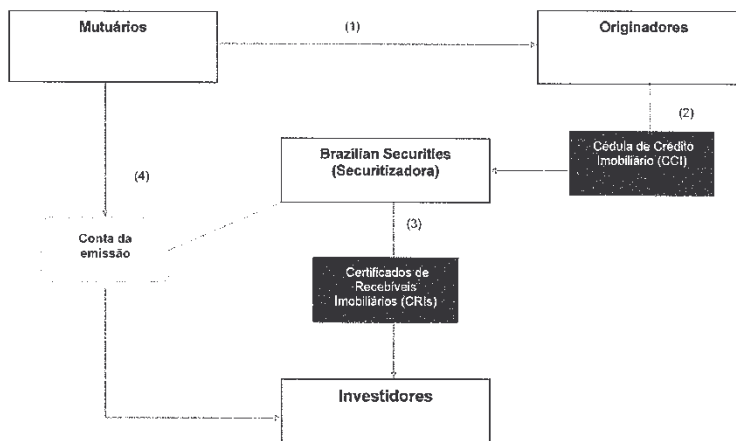 Mutuários
(1)
Originadores
(2)
Cédula de Crédito
Imobiliário (CCI)
Brazilian Securities
(Securitizadora)
(4)
(3)
Conta da
emissão
Certificados de
Recebíveis
Imobiliários (CRIs)
Investidores